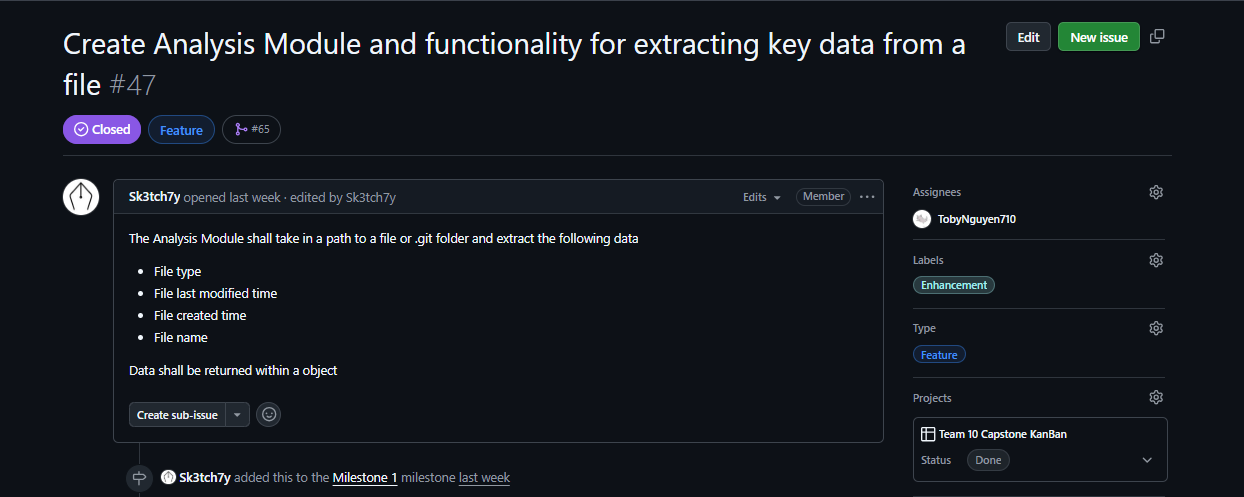 Create Analysis Module and functionality for extracting key data from a
file #47
Edit
New issue
Closed
Feature
#65
Sk3tch7y opened last week · edited by Sk3tch7y
Edits
Member
The Analysis Module shall take in a path to a file or .git folder and extract the following data
• File type
• File last modified time
• File created time
• File name
Data shall be returned within a object
Create sub-issue
Sk3tch7y added this to the Milestone 1 milestone last week
Assignees
TobyNguyen710
Labels
Enhancement
Type
Feature
Projects
Team 10 Capstone KanBan
Status
Done